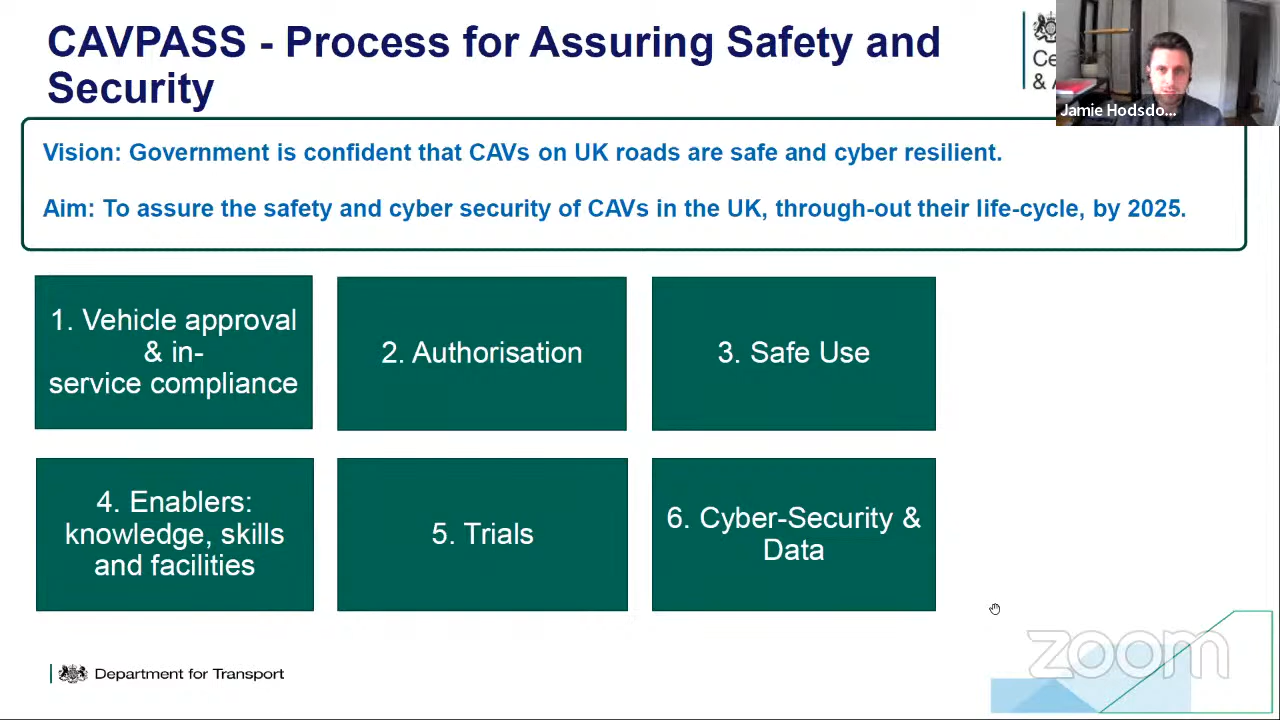 CAVPASS - Process for Assuring Safety and
Security
Ce
& A
Jamie Hodsdo...
Vision: Government is confident that CAVs on UK roads are safe and cyber resilient.
Aim: To assure the safety and cyber security of CAVs in the UK, through-out their life-cycle, by 2025.
1. Vehicle approval
& in-
service compliance
2. Authorisation
3. Safe Use
4. Enablers:
knowledge, skills
and facilities
5. Trials
6. Cyber-Security &
Data
Department for Transport
zoom